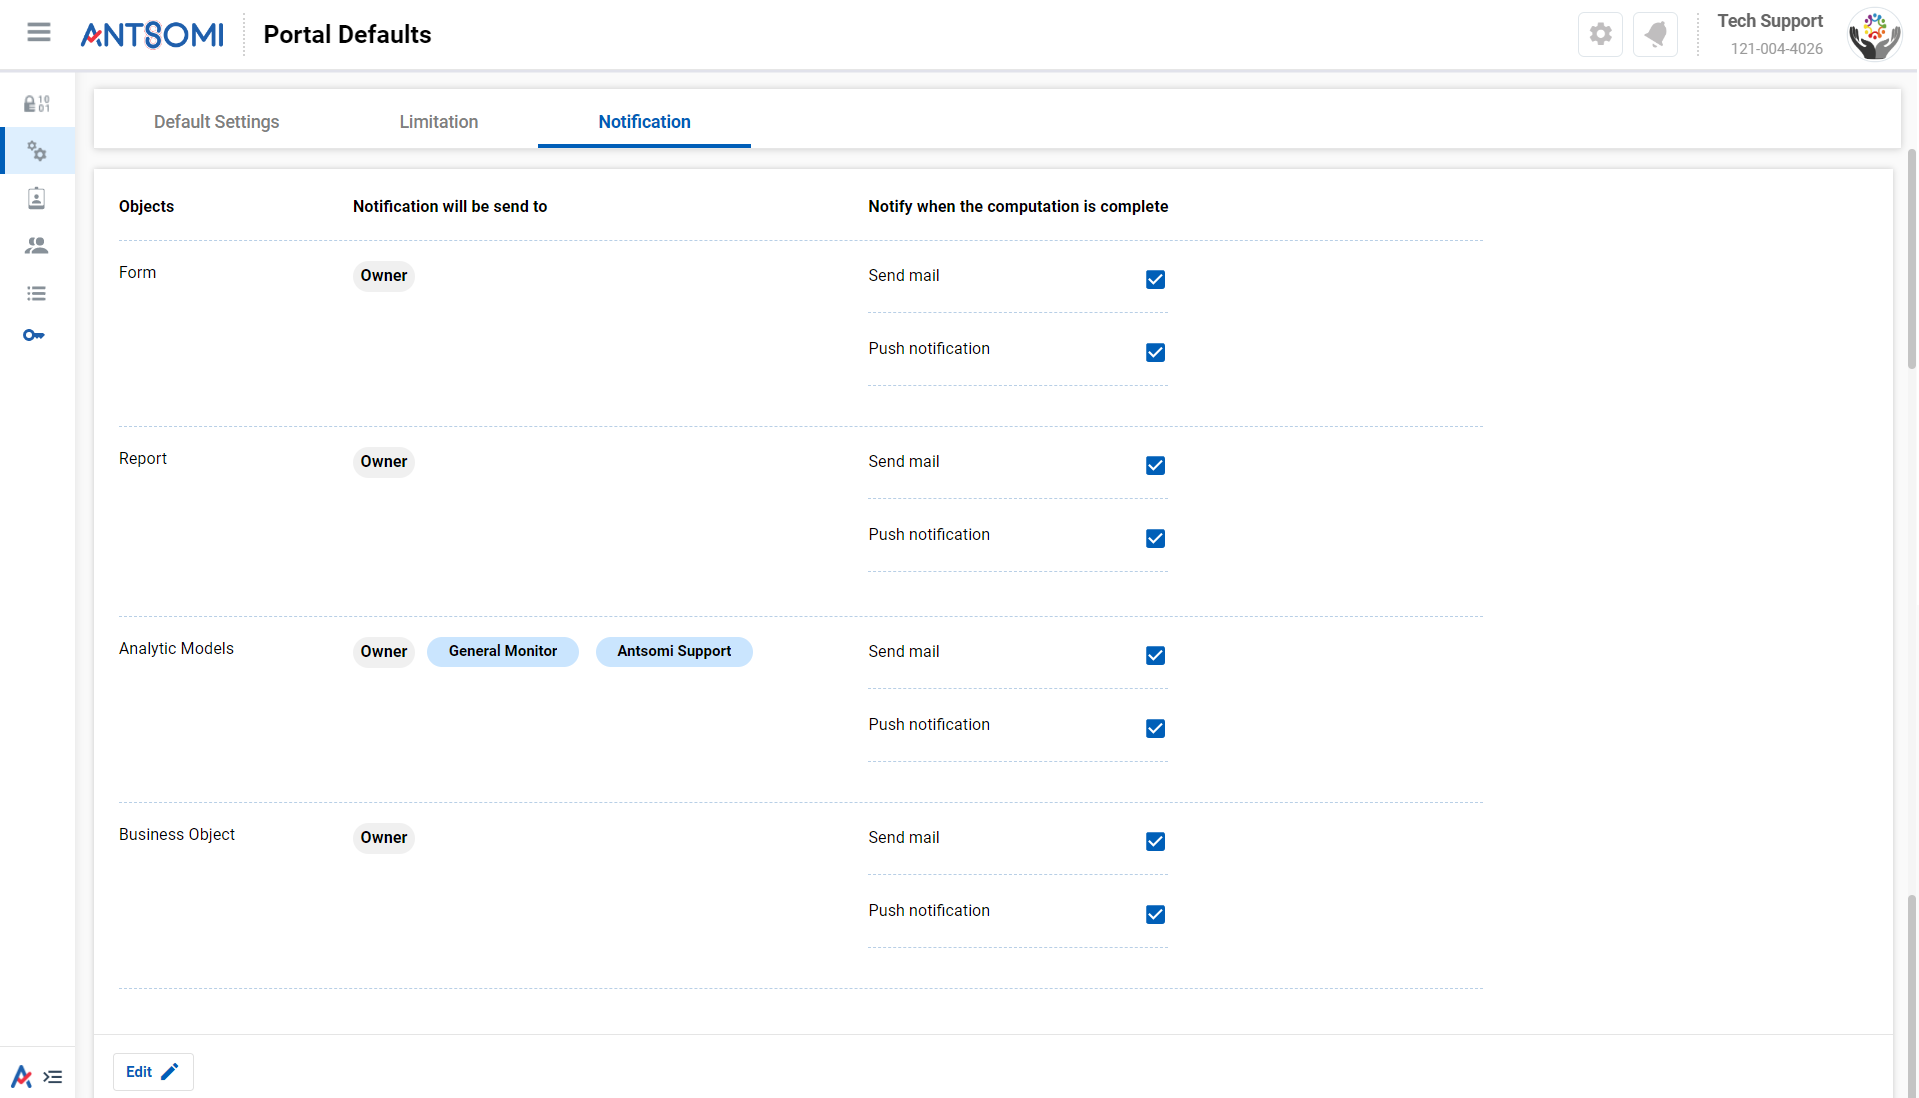 ANTSOMI
Portal Defaults
Tech Support
121-004-4026
10
01
Default Settings
Limitation
Notification
Objects
Notification will be send to
Notify when the computation is complete
Form
Owner
Send mail
Push notification
Report
Owner
Send mail
Push notification
Analytic Models
Owner
General Monitor
Antsomi Support
Send mail
Push notification
Business Object
Owner
Send mail
Push notification
Edit